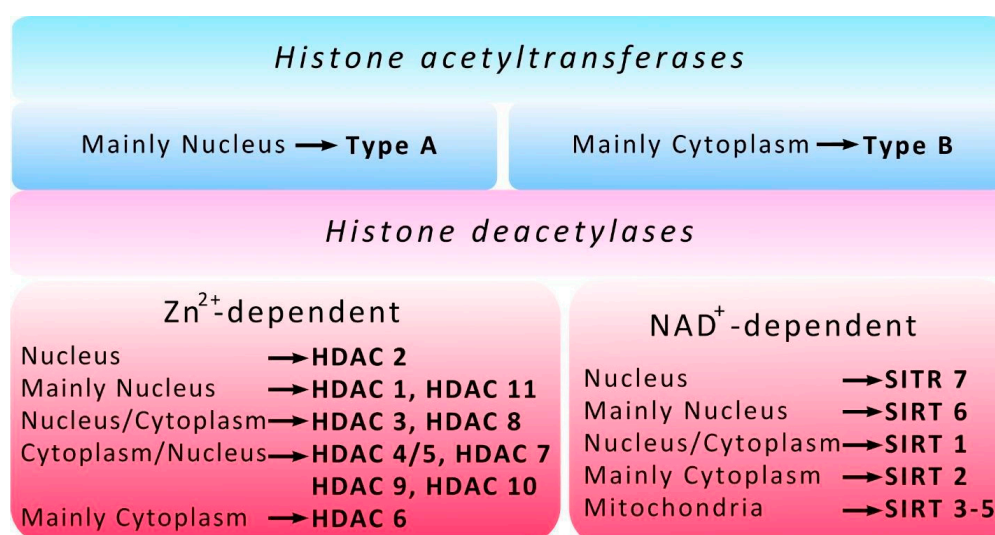 Histone acetyltransferases
Mainly Nucleus → Type A
Mainly Cytoplasm → Type B
Histone deacetylases
Zn²⁺-dependent
Nucleus → HDAC 2
Mainly Nucleus → HDAC 1, HDAC 11
Nucleus/Cytoplasm → HDAC 3, HDAC 8
Cytoplasm/Nucleus → HDAC 4/5, HDAC 7
HDAC 9, HDAC 10
Mainly Cytoplasm → HDAC 6
NAD⁺-dependent
Nucleus → SITR 7
Mainly Nucleus → SIRT 6
Nucleus/Cytoplasm → SIRT 1
Mainly Cytoplasm → SIRT 2
Mitochondria → SIRT 3-5